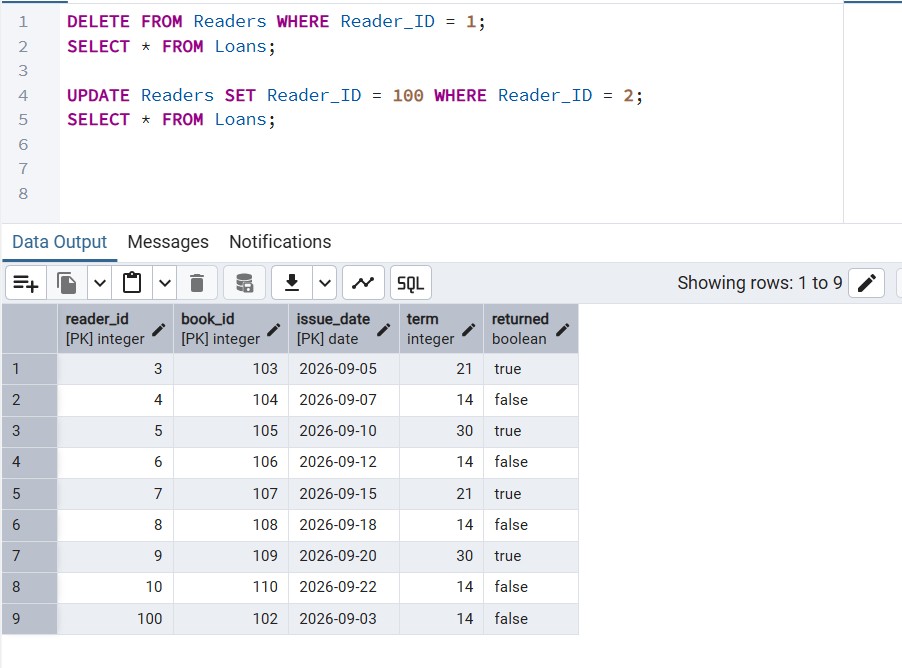 1 DELETE FROM Readers WHERE Reader_ID = 1;
2 SELECT * FROM Loans;
3
4 UPDATE Readers SET Reader_ID = 100 WHERE Reader_ID = 2;
5 SELECT * FROM Loans;
6
7
8
Data Output Messages Notifications
SQL Showing rows: 1 to 9
reader_id book_id issue_date term returned
[PK] integer [PK] integer [PK] date integer boolean
1 3 103 2026-09-05 21 true
2 4 104 2026-09-07 14 false
3 5 105 2026-09-10 30 true
4 6 106 2026-09-12 14 false
5 7 107 2026-09-15 21 true
6 8 108 2026-09-18 14 false
7 9 109 2026-09-20 30 true
8 10 110 2026-09-22 14 false
9 100 102 2026-09-03 14 false